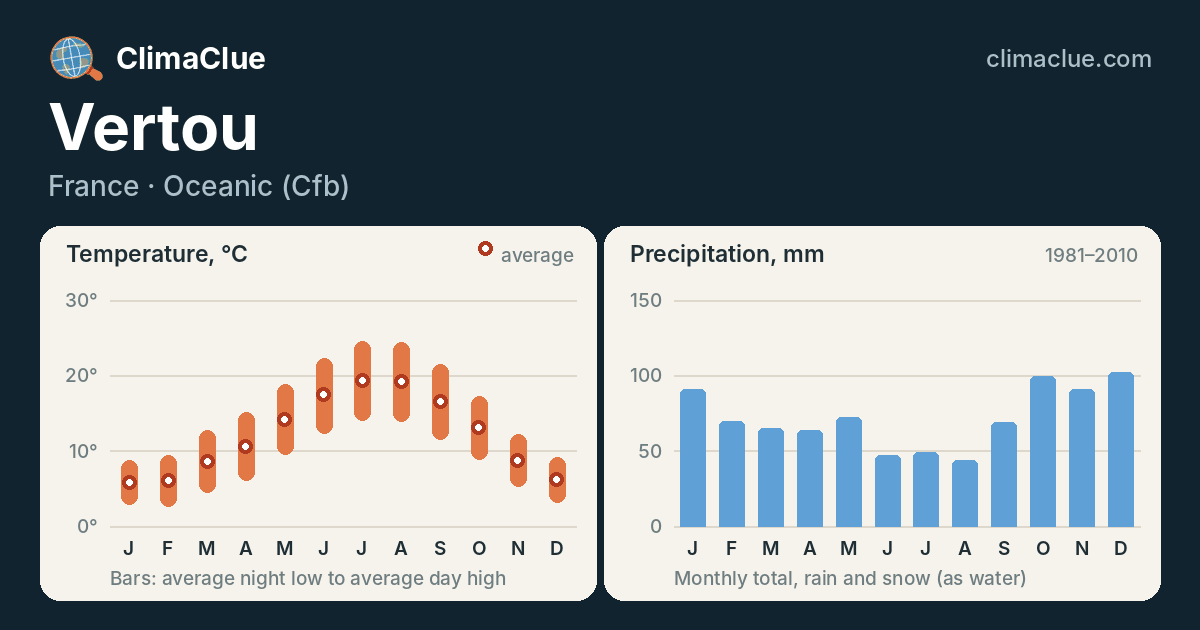 ClimaClue
climaclue.com
Vertou
France · Oceanic (Cfb)
Temperature, °C
average
30°
20°
10°
0°
J F M A M J J A S O N D
Bars: average night low to average day high
Precipitation, mm
1981–2010
150
100
50
0
J F M A M J J A S O N D
Monthly total, rain and snow (as water)